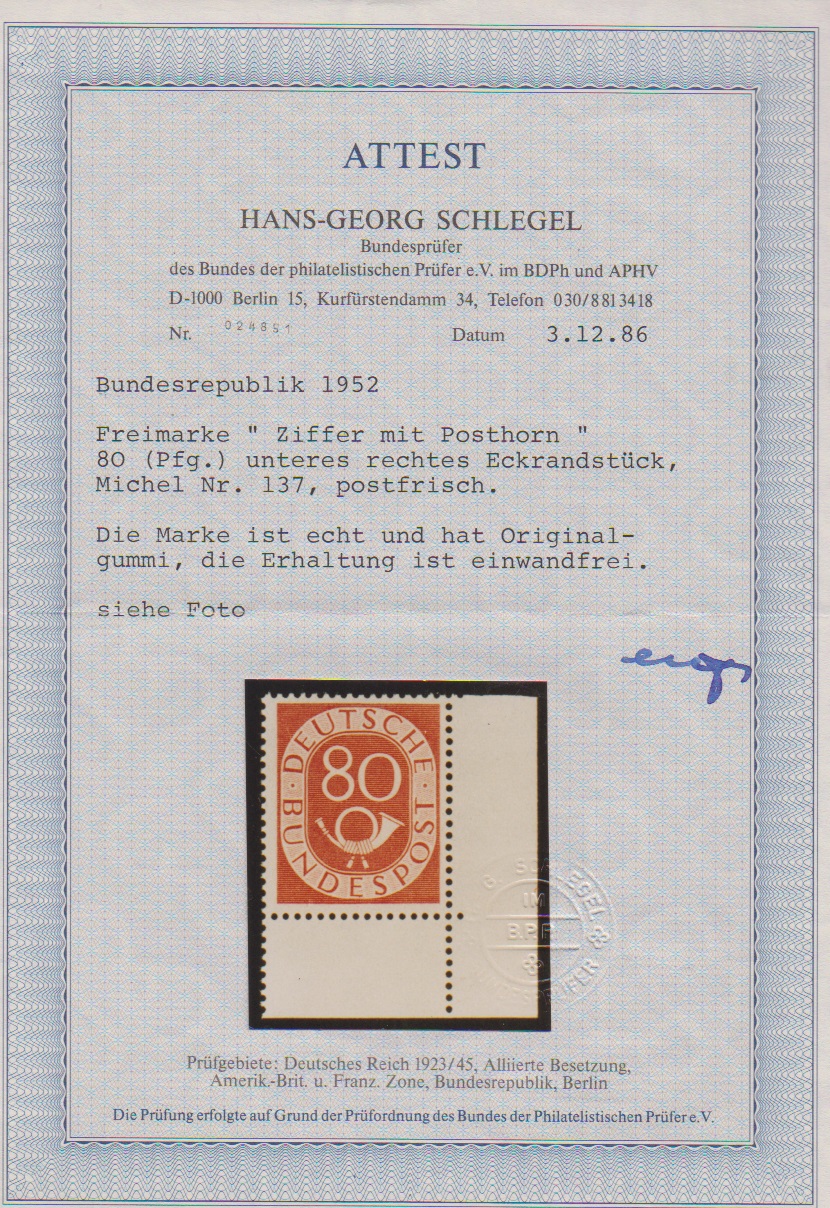 ATTEST
HANS-GEORG SCHLEGEL
Bundesprüfer
des Bundes der philatelistischen Prüfer e.V. im BDPh und APHV
D-1000 Berlin 15, Kurfürstendamm 34, Telefon 030/8813418
Nr. 024851 Datum 3.12.86
Bundesrepublik 1952
Freimarke " Ziffer mit Posthorn "
80 (Pfg.) unteres rechtes Eckrandstück,
Michel Nr. 137, postfrisch.
Die Marke ist echt und hat Original-
gummi, die Erhaltung ist einwandfrei.
siehe Foto
DEUTSCHE
80
BUNDESPOST
G. SCHLEGEL
IM
B.P.P.
Prüfgebiete: Deutsches Reich 1923/45, Alliierte Besetzung,
Amerik.-Brit. u. Franz. Zone, Bundesrepublik, Berlin
Die Prüfung erfolgte auf Grund der Prüfordnung des Bundes der Philatelistischen Prüfer e.V.